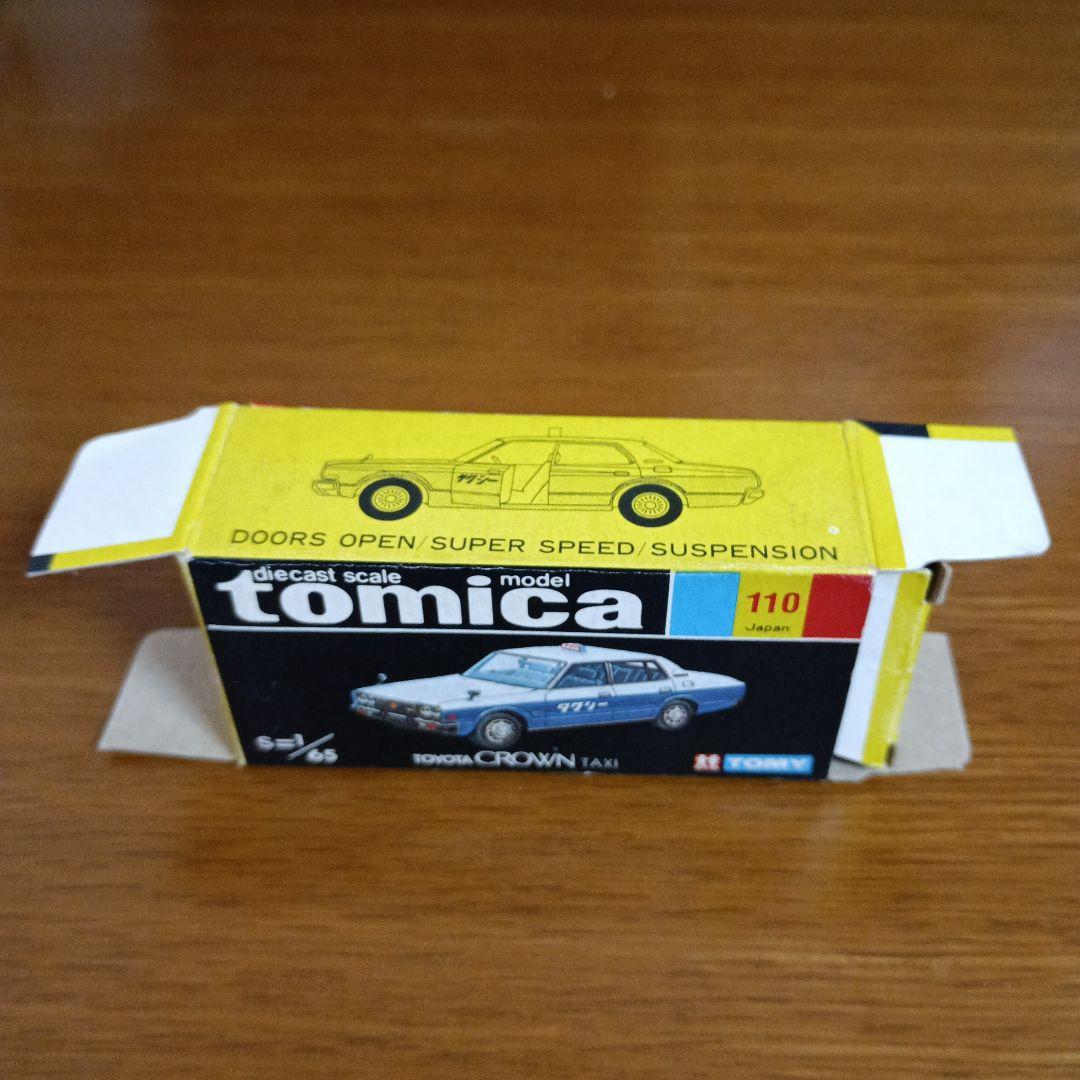 タクシー
DOORS OPEN/SUPER SPEED/SUSPENSION
diecast scale model
tomica
110
Japan
タクシー
S=1/65
TOYOTA CROWN TAXI
TOMY